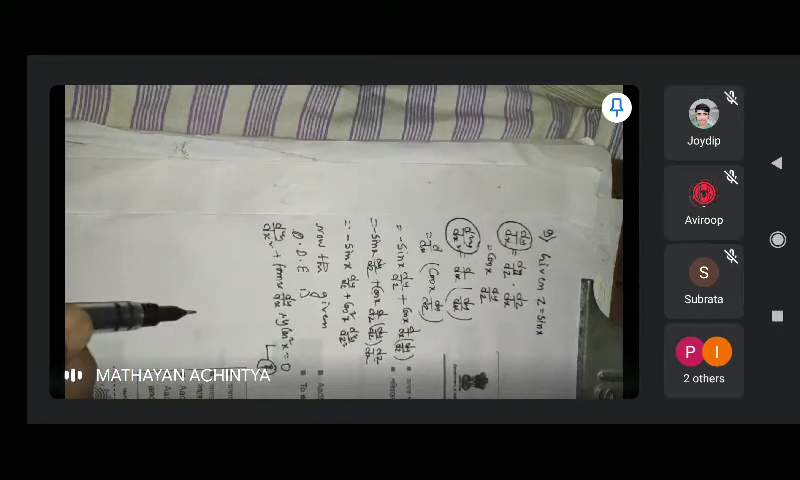 a) Given z = sinx
dy/dx = dy/dz · dz/dx
= cosx dy/dz
d²y/dx² = d/dx (dy/dx)
= d/dx (cosx dy/dz)
= -sinx dy/dz + cosx d/dx (dy/dz)
= -sinx dy/dz + cosx d/dz (dy/dz) dz/dx
= -sinx dy/dz + cos²x d²y/dz²
Now the given
O.D.E is
d²y/dx² + tanx dy/dx + y cos²x = 0
MATHAYAN ACHINTYA
Joydip
Aviroop
S
Subrata
P
I
2 others